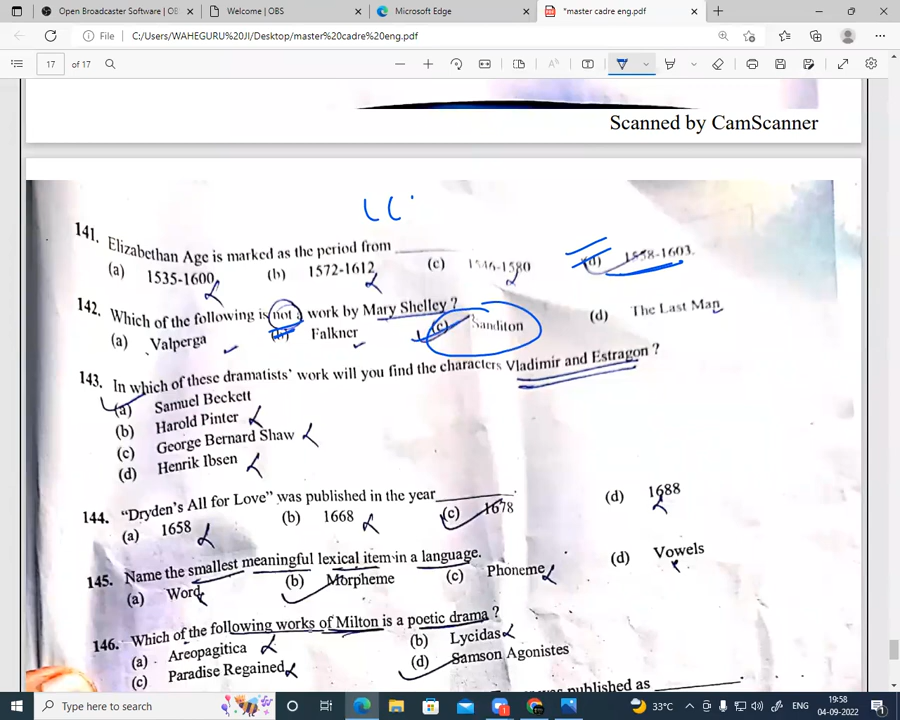 Open Broadcaster Software | OBS
Welcome | OBS
Microsoft Edge
*master cadre eng.pdf
File
C:/Users/WAHEGURU%20JI/Desktop/master%20cadre%20eng.pdf
17 of 17
Scanned by CamScanner
141. Elizabethan Age is marked as the period from ______
(a) 1535-1600 (b) 1572-1612 (c) 1546-1580 (d) 1558-1603.
142. Which of the following is not a work by Mary Shelley ?
(a) Valperga (b) Falkner (c) Sanditon (d) The Last Man
143. In which of these dramatists' work will you find the characters Vladimir and Estragon ?
(a) Samuel Beckett
(b) Harold Pinter
(c) George Bernard Shaw
(d) Henrik Ibsen
144. "Dryden's All for Love" was published in the year ______.
(a) 1658 (b) 1668 (c) 1678 (d) 1688
145. Name the smallest meaningful lexical item in a language.
(a) Word (b) Morpheme (c) Phoneme (d) Vowels
146. Which of the following works of Milton is a poetic drama ?
(a) Areopagitica (b) Lycidas
(c) Paradise Regained (d) Samson Agonistes
was published as ______
Type here to search
33°C
ENG
19:58
04-09-2022